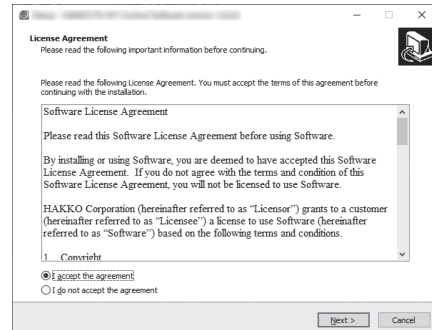 License Agreement
Please read the following important information before continuing.
Please read the following License Agreement. You must accept the terms of this agreement before
continuing with the installation.
Software License Agreement
Please read this Software License Agreement before using Software.
By installing or using Software, you are deemed to have accepted this Software
License Agreement.  If you do not agree with the terms and condition of this
Software License Agreement, you will not be licensed to use Software.
HAKKO Corporation (hereinafter referred to as "Licensor") grants to a customer
(hereinafter referred to as "Licensee") a license to use Software (hereinafter
referred to as "Software") based on the following terms and conditions.
1   Copyright
I accept the agreement
I do not accept the agreement
Next >
Cancel